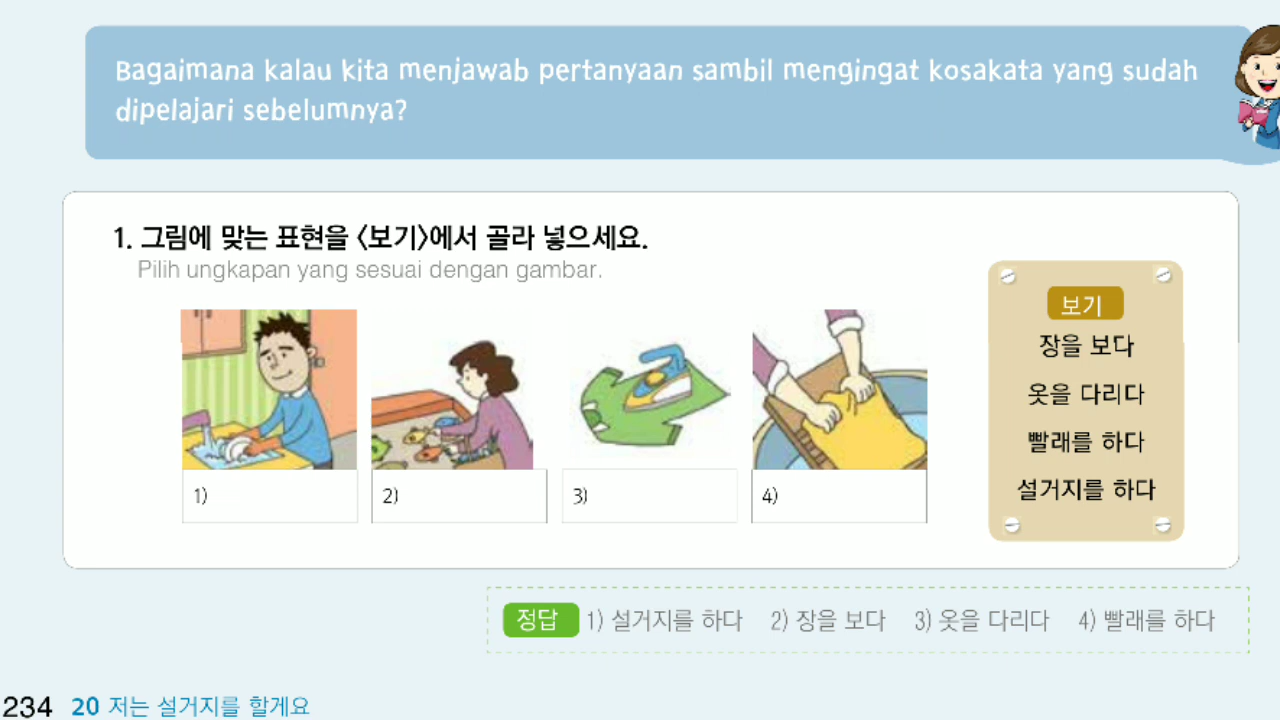 Bagaimana kalau kita menjawab pertanyaan sambil mengingat kosakata yang sudah
dipelajari sebelumnya?
1. 그림에 맞는 표현을 〈보기〉에서 골라 넣으세요.
Pilih ungkapan yang sesuai dengan gambar.
1)
2)
3)
4)
보기
장을 보다
옷을 다리다
빨래를 하다
설거지를 하다
정답 1) 설거지를 하다 2) 장을 보다 3) 옷을 다리다 4) 빨래를 하다
234 20 저는 설거지를 할게요